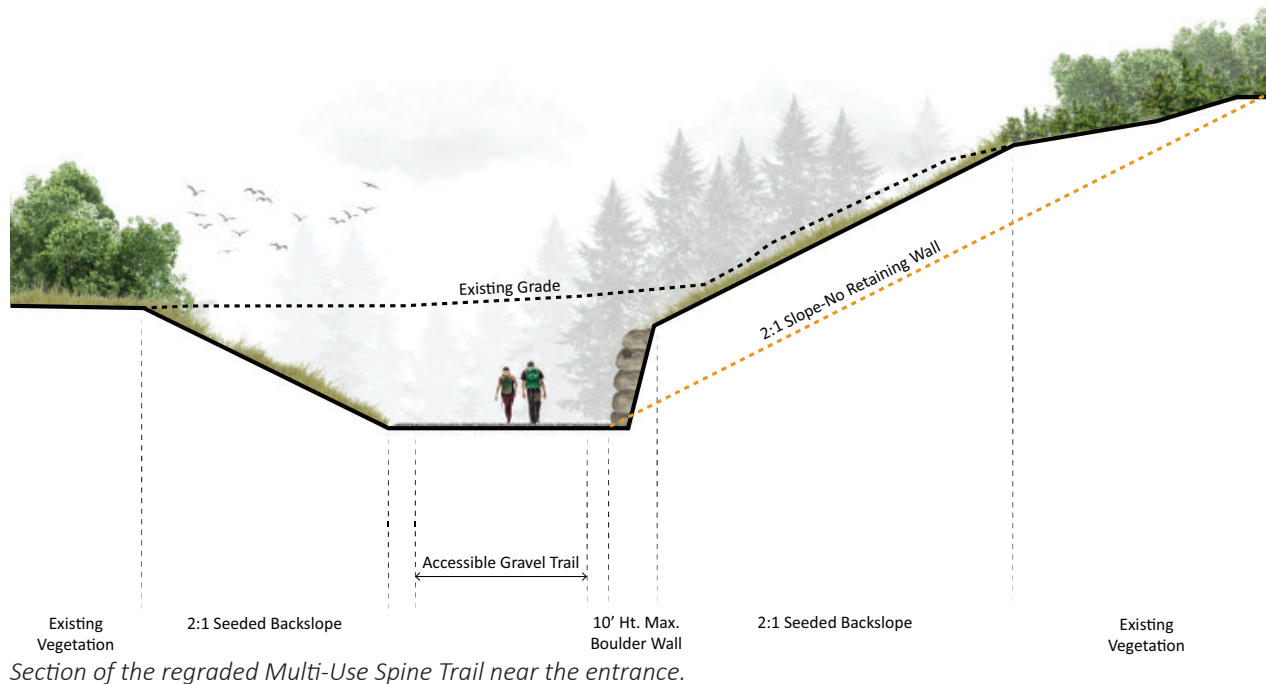 Existing Grade
2:1 Slope-No Retaining Wall
Accessible Gravel Trail
Existing
Vegetation
2:1 Seeded Backslope
10’ Ht. Max.
Boulder Wall
2:1 Seeded Backslope
Existing
Vegetation
Section of the regraded Multi-Use Spine Trail near the entrance.